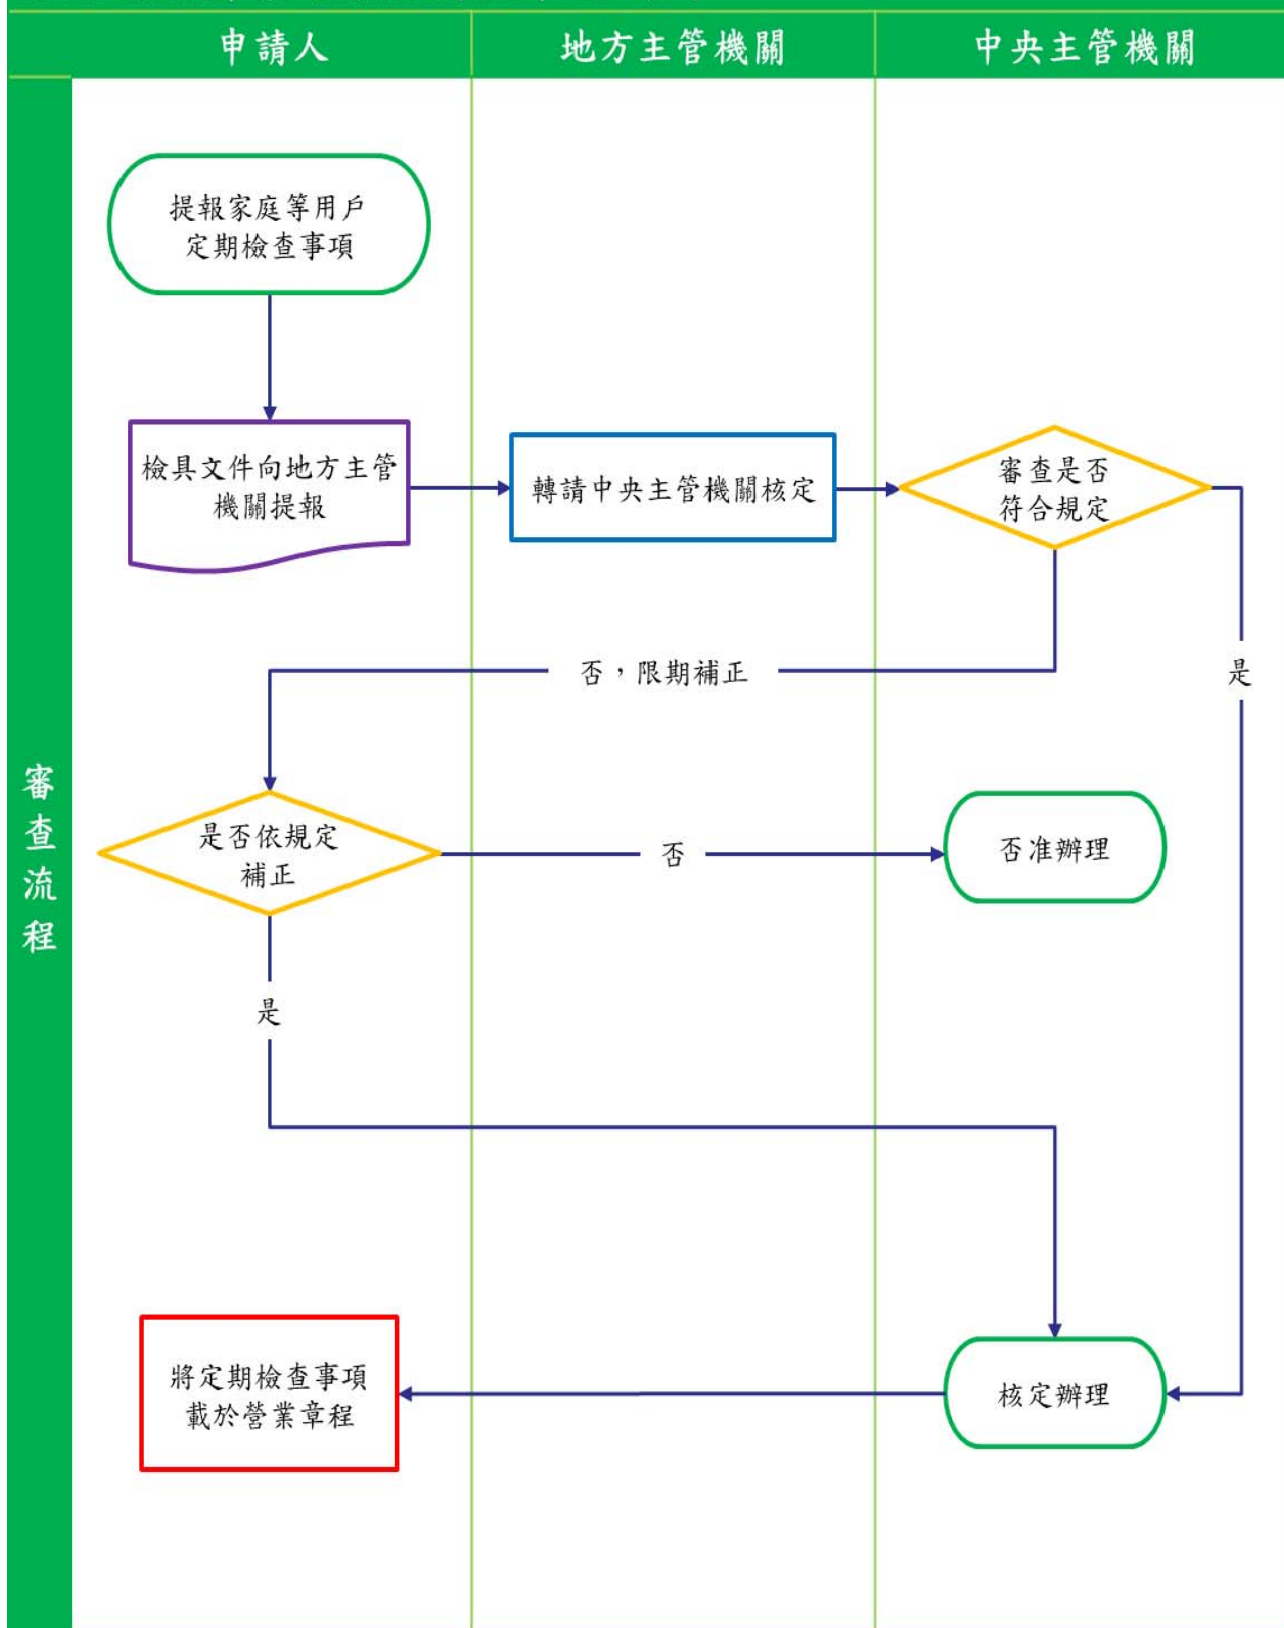 申請人
地方主管機關
中央主管機關
審查流程
提報家庭等用戶
定期檢查事項
檢具文件向地方主管
機關提報
轉請中央主管機關核定
審查是否
符合規定
否，限期補正
是
是否依規定
補正
否
否准辦理
是
將定期檢查事項
載於營業章程
核定辦理